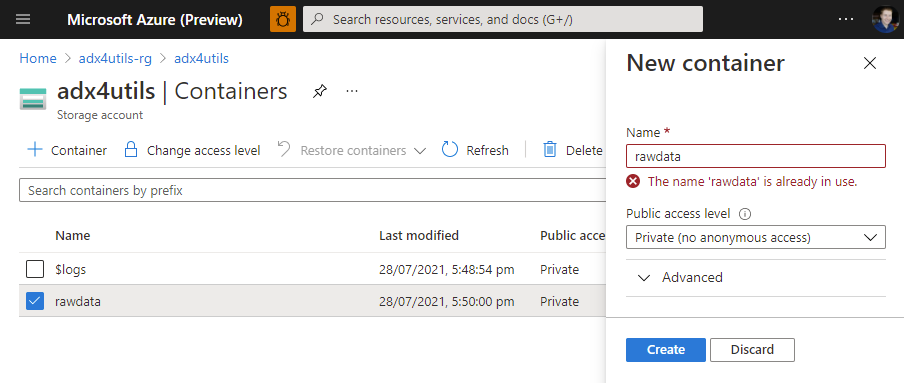 Microsoft Azure (Preview)
Search resources, services, and docs (G+/)
Home > adx4utils-rg > adx4utils
adx4utils | Containers
Storage account
Container
Change access level
Restore containers
Refresh
Delete
Search containers by prefix
Name Last modified Public acce
$logs 28/07/2021, 5:48:54 pm Private
rawdata 28/07/2021, 5:50:00 pm Private
New container
Name *
rawdata
The name 'rawdata' is already in use.
Public access level
Private (no anonymous access)
Advanced
Create
Discard